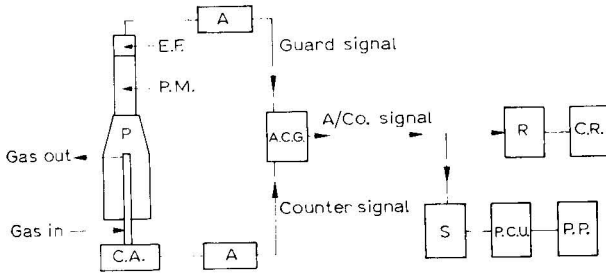 A
E.F.
Guard signal
P.M.
P
A.C.G.
A/Co. signal
R
C.R.
Gas out
Counter signal
Gas in
S
P.C.U.
P.P.
C.A.
A